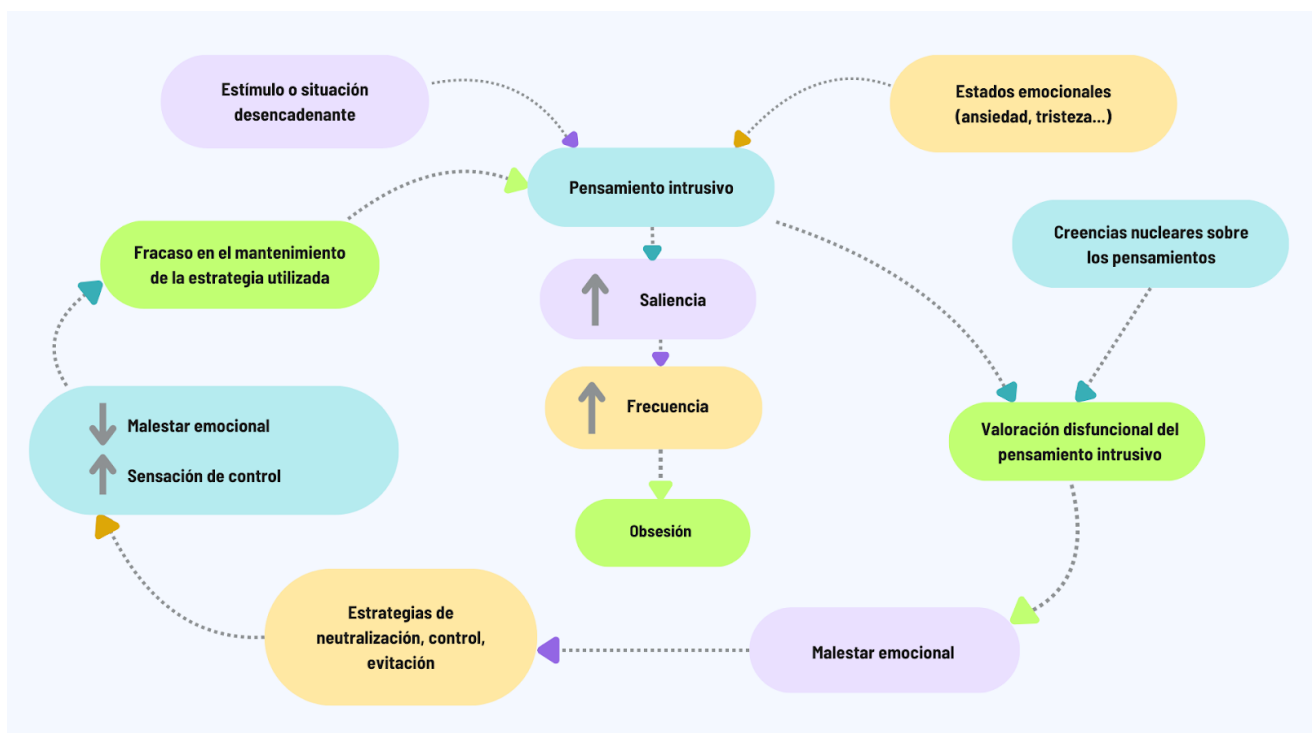 Estímulo o situación
desencadenante
Estados emocionales
(ansiedad, tristeza...)
Pensamiento intrusivo
Creencias nucleares sobre
los pensamientos
Fracaso en el mantenimiento
de la estrategia utilizada
Saliencia
Frecuencia
Malestar emocional
Sensación de control
Valoración disfuncional del
pensamiento intrusivo
Obsesión
Estrategias de
neutralización, control,
evitación
Malestar emocional